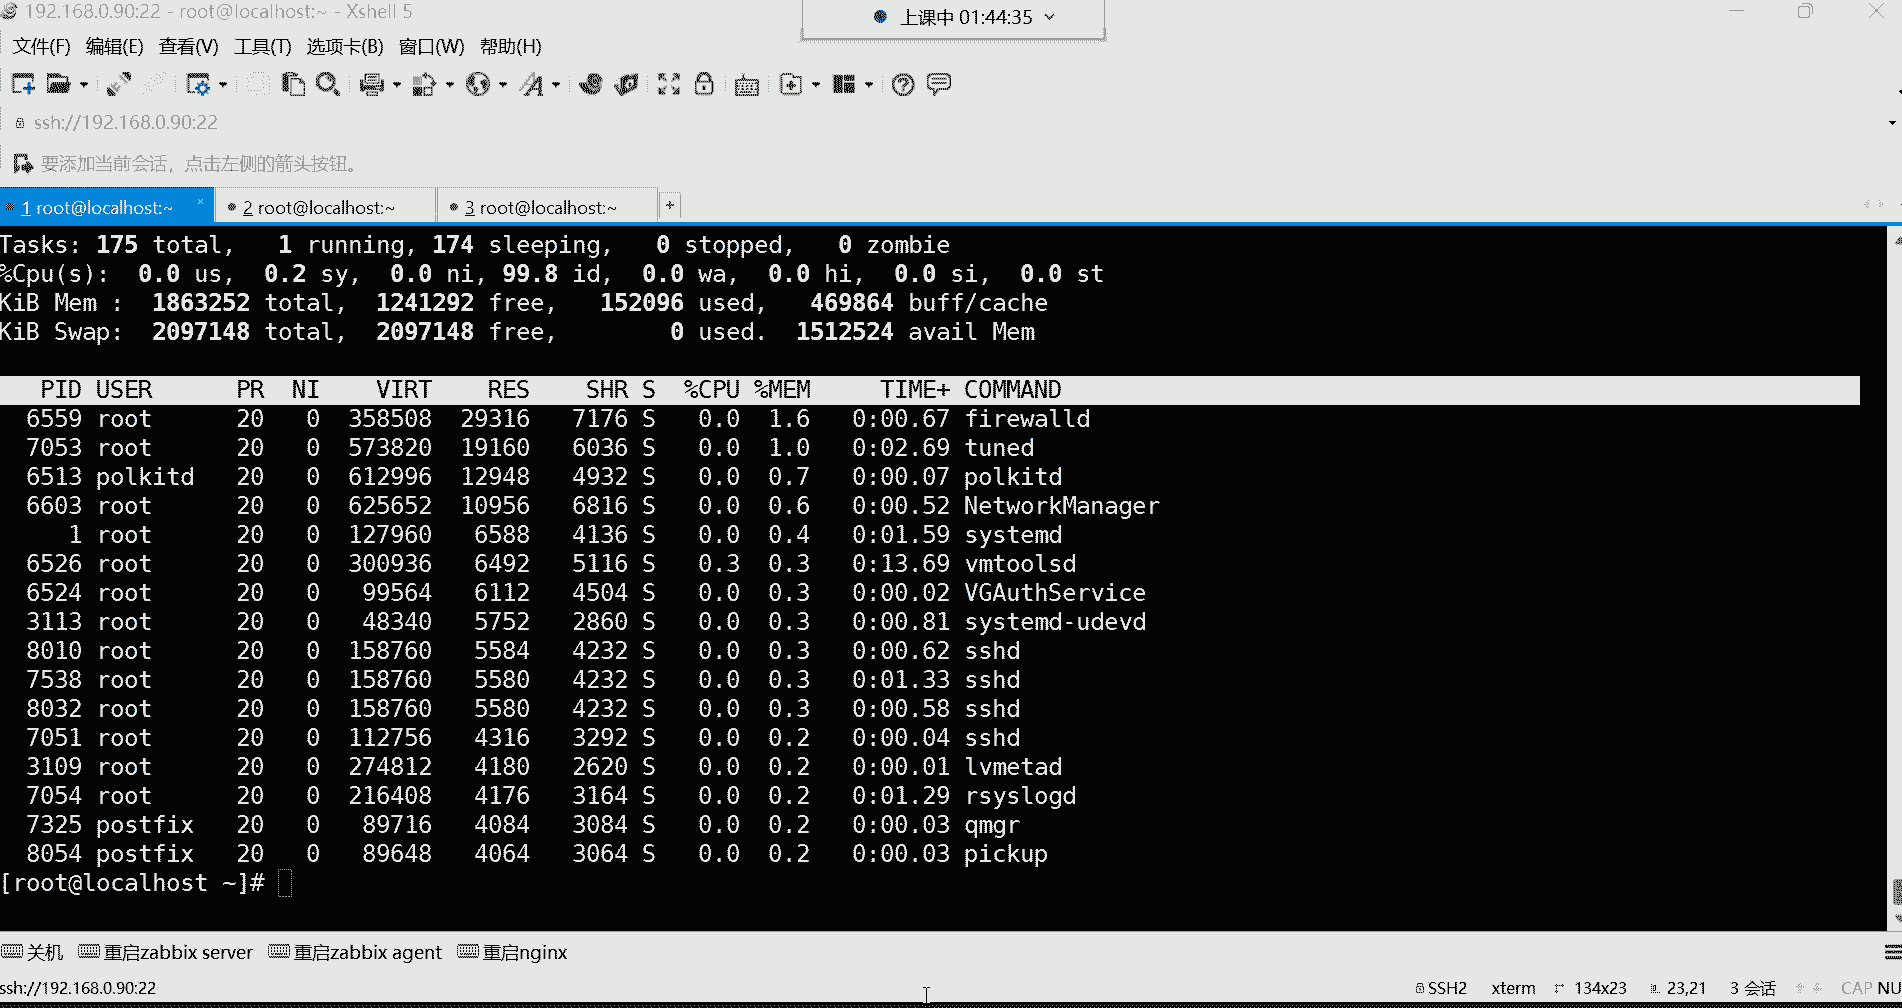 192.168.0.90:22 - root@localhost:~ - Xshell 5
上课中 01:44:35
文件(F) 编辑(E) 查看(V) 工具(T) 选项卡(B) 窗口(W) 帮助(H)
ssh://192.168.0.90:22
要添加当前会话，点击左侧的箭头按钮。
1 root@localhost:~ × 2 root@localhost:~ 3 root@localhost:~ +
Tasks: 175 total, 1 running, 174 sleeping, 0 stopped, 0 zombie
%Cpu(s): 0.0 us, 0.2 sy, 0.0 ni, 99.8 id, 0.0 wa, 0.0 hi, 0.0 si, 0.0 st
KiB Mem : 1863252 total, 1241292 free, 152096 used, 469864 buff/cache
KiB Swap: 2097148 total, 2097148 free, 0 used. 1512524 avail Mem
PID USER PR NI VIRT RES SHR S %CPU %MEM TIME+ COMMAND
6559 root 20 0 358508 29316 7176 S 0.0 1.6 0:00.67 firewalld
7053 root 20 0 573820 19160 6036 S 0.0 1.0 0:02.69 tuned
6513 polkitd 20 0 612996 12948 4932 S 0.0 0.7 0:00.07 polkitd
6603 root 20 0 625652 10956 6816 S 0.0 0.6 0:00.52 NetworkManager
1 root 20 0 127960 6588 4136 S 0.0 0.4 0:01.59 systemd
6526 root 20 0 300936 6492 5116 S 0.3 0.3 0:13.69 vmtoolsd
6524 root 20 0 99564 6112 4504 S 0.0 0.3 0:00.02 VGAuthService
3113 root 20 0 48340 5752 2860 S 0.0 0.3 0:00.81 systemd-udevd
8010 root 20 0 158760 5584 4232 S 0.0 0.3 0:00.62 sshd
7538 root 20 0 158760 5580 4232 S 0.0 0.3 0:01.33 sshd
8032 root 20 0 158760 5580 4232 S 0.0 0.3 0:00.58 sshd
7051 root 20 0 112756 4316 3292 S 0.0 0.2 0:00.04 sshd
3109 root 20 0 274812 4180 2620 S 0.0 0.2 0:00.01 lvmetad
7054 root 20 0 216408 4176 3164 S 0.0 0.2 0:01.29 rsyslogd
7325 postfix 20 0 89716 4084 3084 S 0.0 0.2 0:00.03 qmgr
8054 postfix 20 0 89648 4064 3064 S 0.0 0.2 0:00.03 pickup
[root@localhost ~]#
关机 重启zabbix server 重启zabbix agent 重启nginx
ssh://192.168.0.90:22 SSH2 xterm 134x23 23,21 3 会话 CAP NU